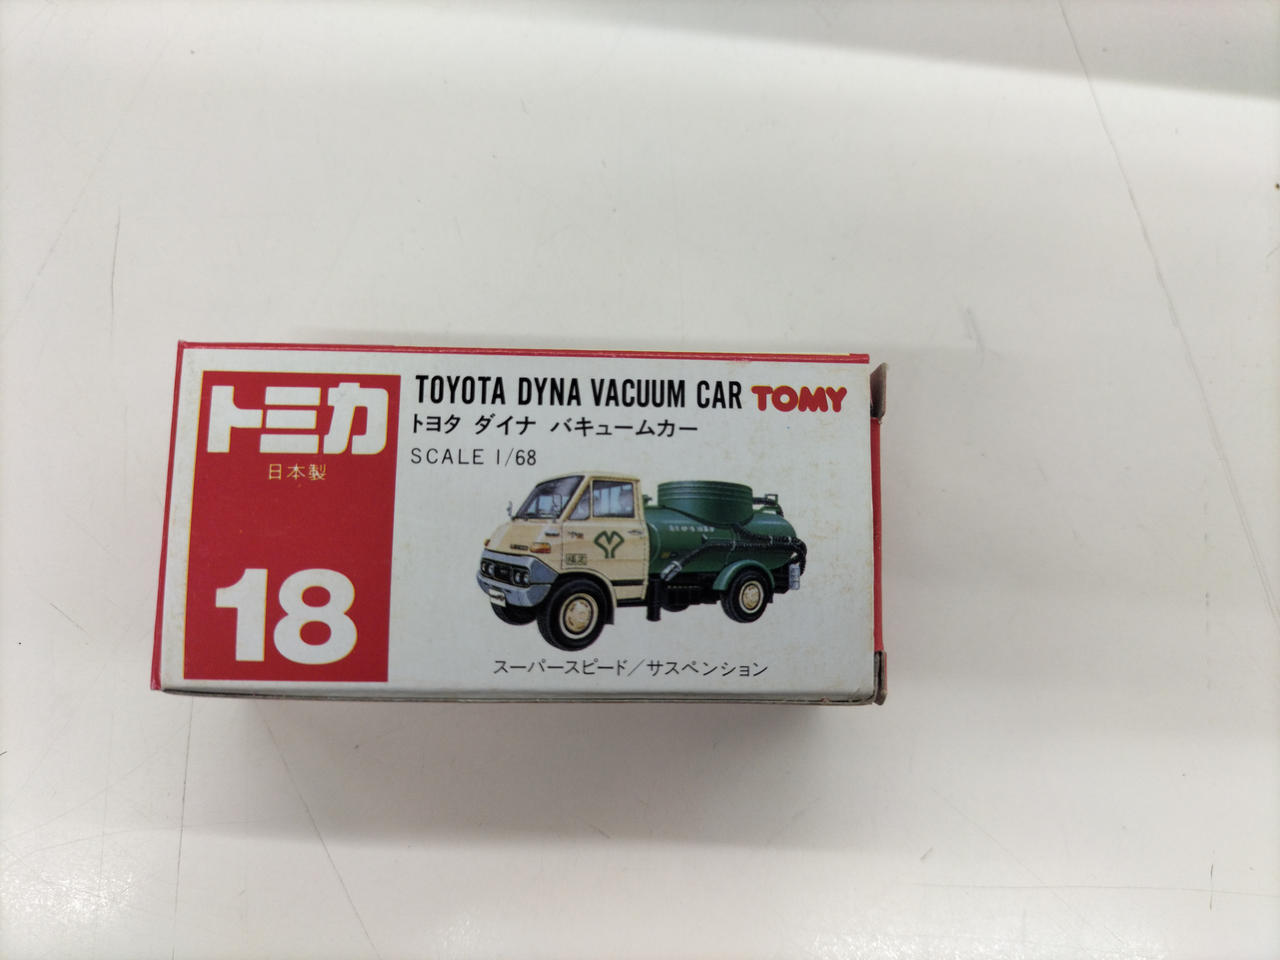 トミカ
日本製
18
TOYOTA DYNA VACUUM CAR TOMY
トヨタ ダイナ バキュームカー
SCALE 1/68
スーパースピード/サスペンション